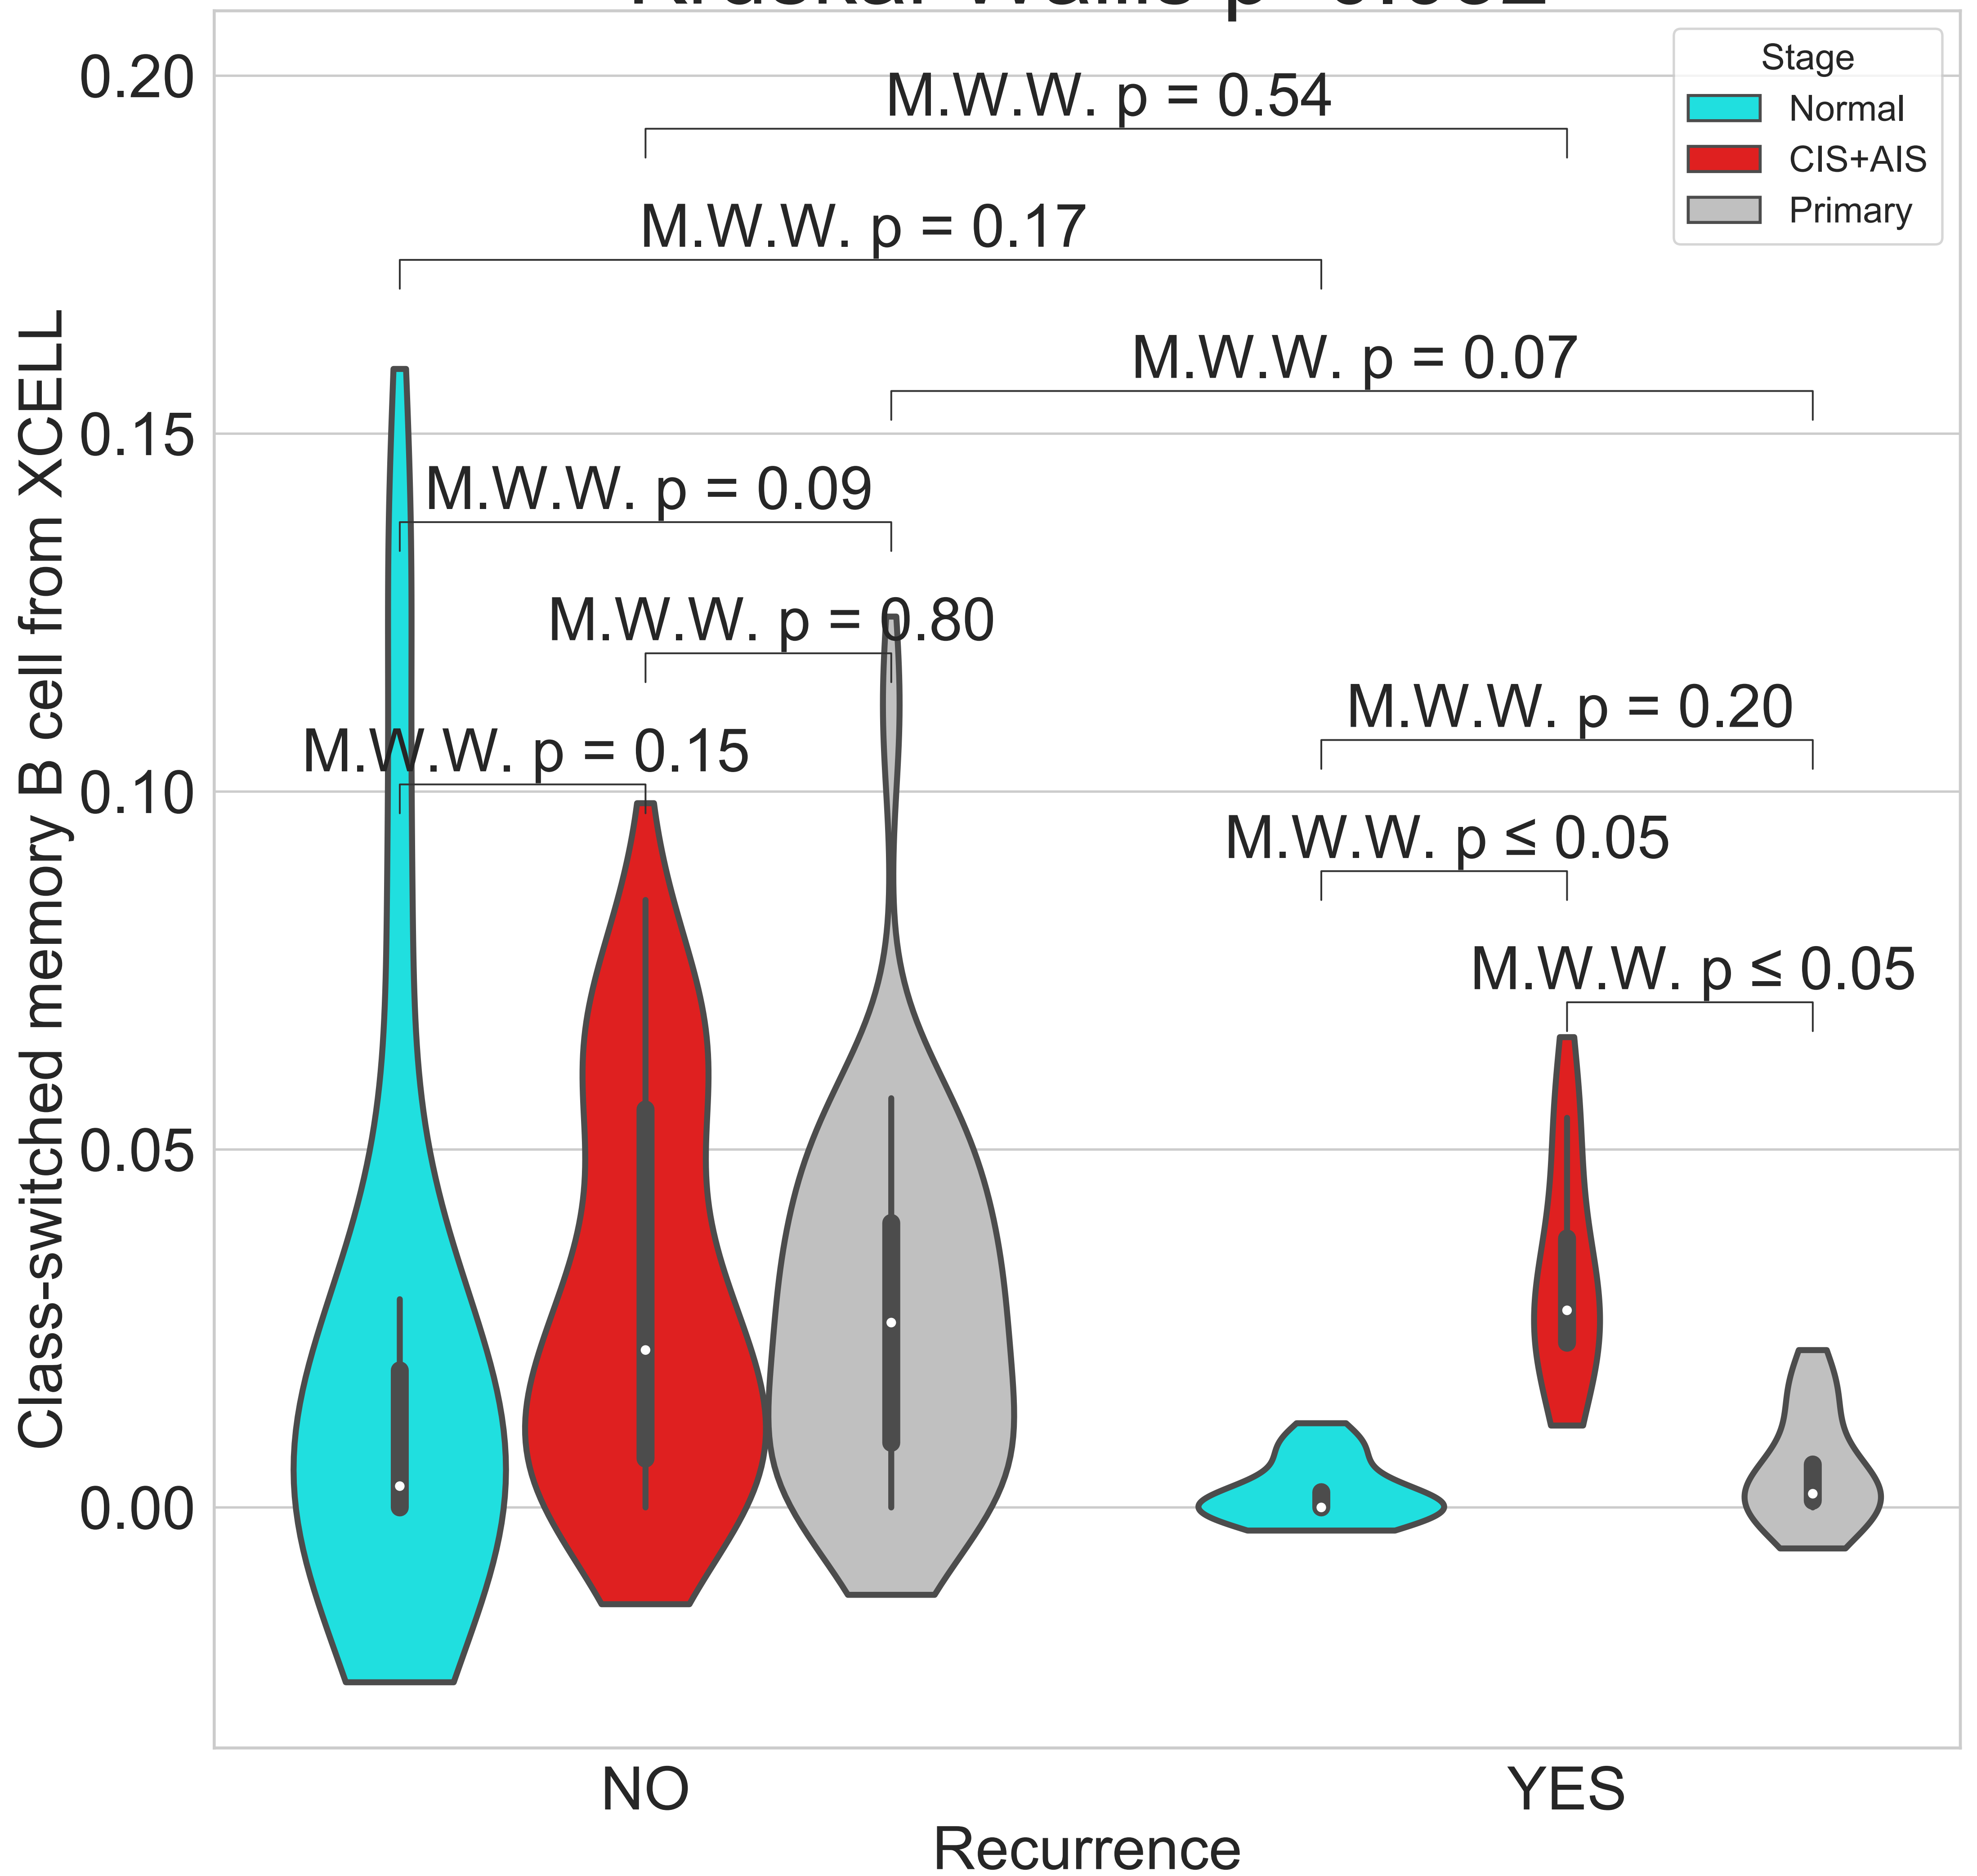 Stage
Normal
CIS+AIS
Primary
0.20
0.15
0.10
0.05
0.00
Class-switched memory B cell from XCELL
M.W.W. p = 0.54
M.W.W. p = 0.17
M.W.W. p = 0.07
M.W.W. p = 0.09
M.W.W. p = 0.80
M.W.W. p = 0.20
M.W.W. p = 0.15
M.W.W. p ≤ 0.05
M.W.W. p ≤ 0.05
NO
YES
Recurrence